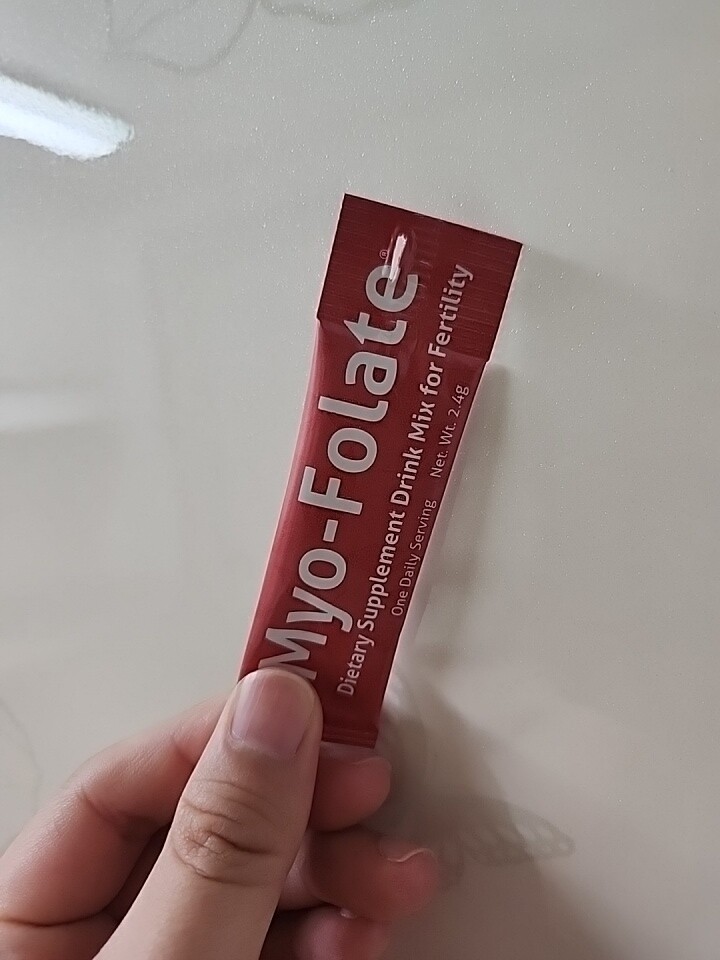 Myo-Folate®
Dietary Supplement Drink Mix for Fertility
One Daily Serving Net. Wt. 2.4g